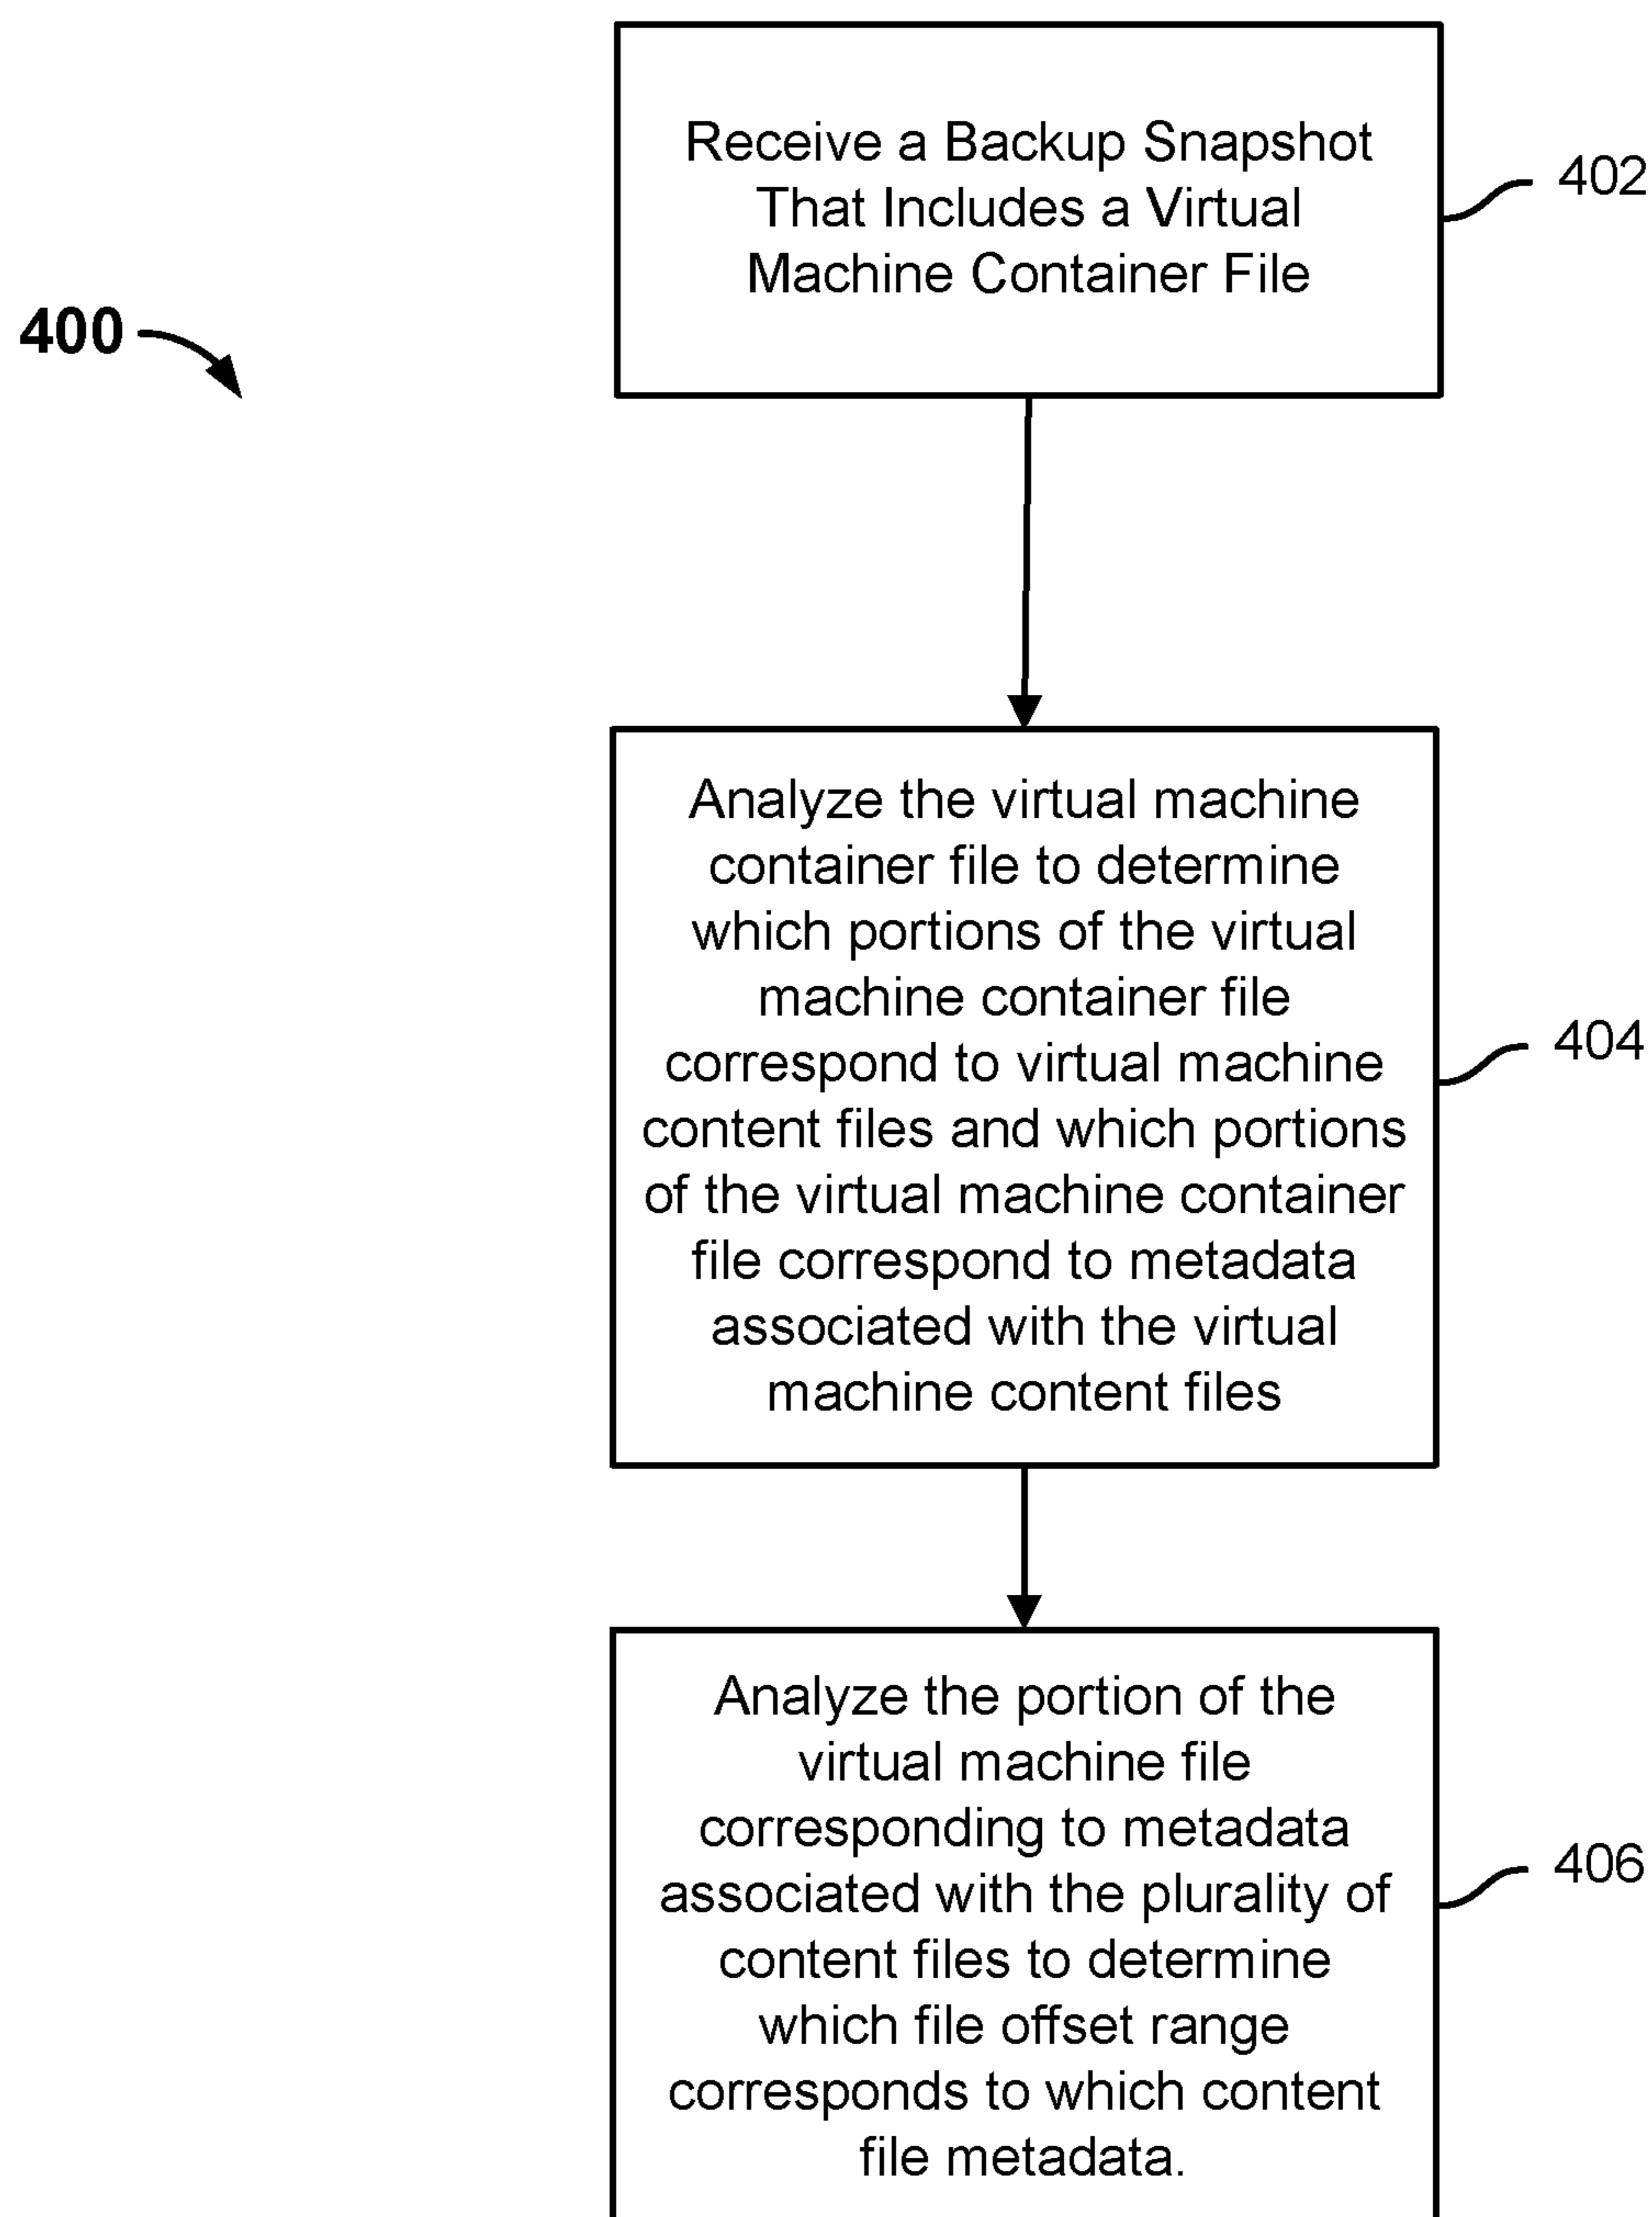 Receive a Backup Snapshot
That Includes a Virtual
Machine Container File
402
400
Analyze the virtual machine
container file to determine
which portions of the virtual
machine container file
correspond to virtual machine
content files and which portions
of the virtual machine container
file correspond to metadata
associated with the virtual
machine content files
404
Analyze the portion of the
virtual machine file
corresponding to metadata
associated with the plurality of
content files to determine
which file offset range
corresponds to which content
file metadata.
406